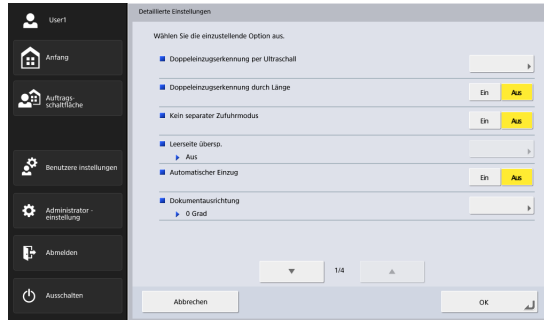 User1
Anfang
Auftrags-
schaltfläche
Benutzere instellungen
Administrator -
einstellung
Abmelden
Ausschalten
Detaillierte Einstellungen
Wählen Sie die einzustellende Option aus.
Doppeleinzugserkennung per Ultraschall
Doppeleinzugserkennung durch Länge
Ein Aus
Kein separater Zufuhrmodus
Ein Aus
Leerseite übersp.
Aus
Automatischer Einzug
Ein Aus
Dokumentausrichtung
0 Grad
1/4
Abbrechen
OK